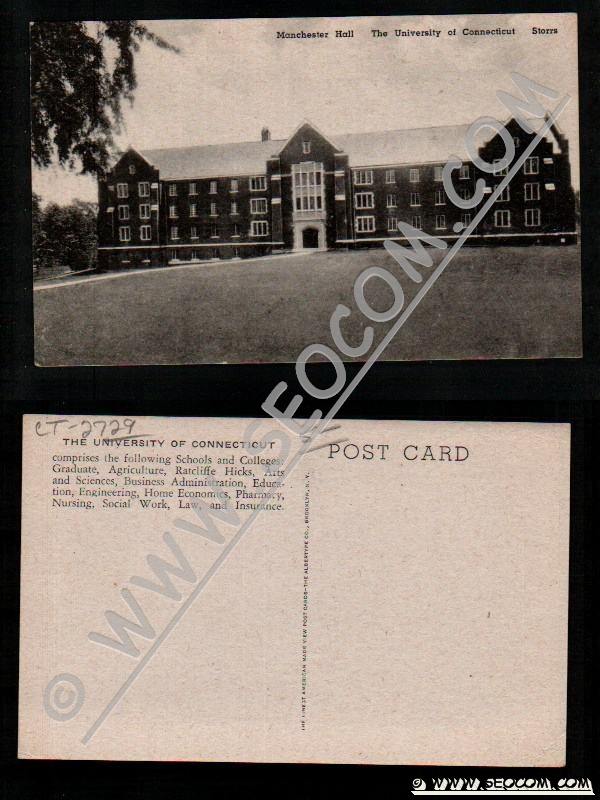 Manchester Hall The University of Connecticut Storrs
© WWW.SEOCOM.COM
CT-2729
THE UNIVERSITY OF CONNECTICUT
comprises the following Schools and Colleges:
Graduate, Agriculture, Ratcliffe Hicks, Arts
and Sciences, Business Administration, Educa-
tion, Engineering, Home Economics, Pharmacy,
Nursing, Social Work, Law, and Insurance.
POST CARD
THE FINEST AMERICAN MADE VIEW POST CARDS—THE ALBERTYPE CO., BROOKLYN, N. Y.
© WWW.SEOCOM.COM